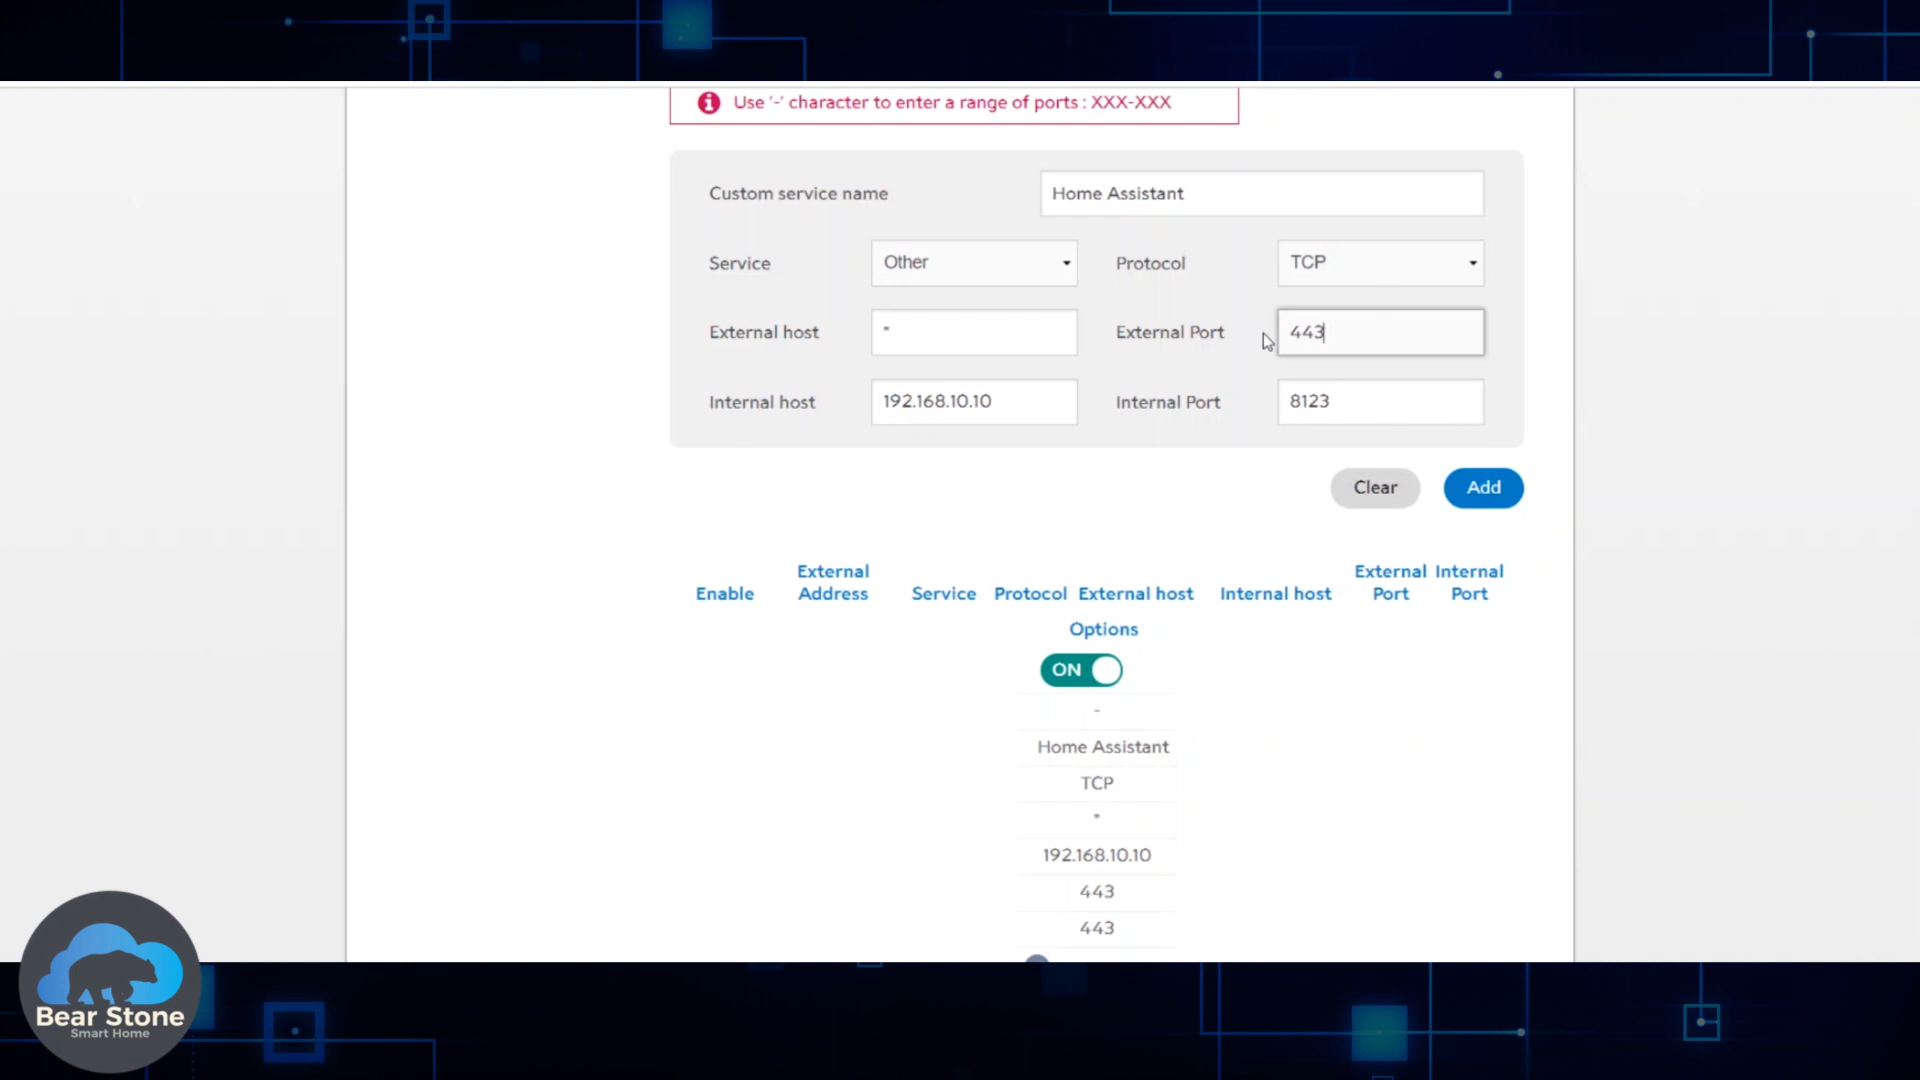 Use '-' character to enter a range of ports : XXX-XXX
Custom service name
Home Assistant
Service
Other
Protocol
TCP
External host
*
External Port
443
Internal host
192.168.10.10
Internal Port
8123
Clear
Add
Enable
External Address
Service
Protocol
External host
Internal host
External Port
Internal Port
Options
ON
-
Home Assistant
TCP
*
192.168.10.10
443
443
Bear Stone
Smart Home